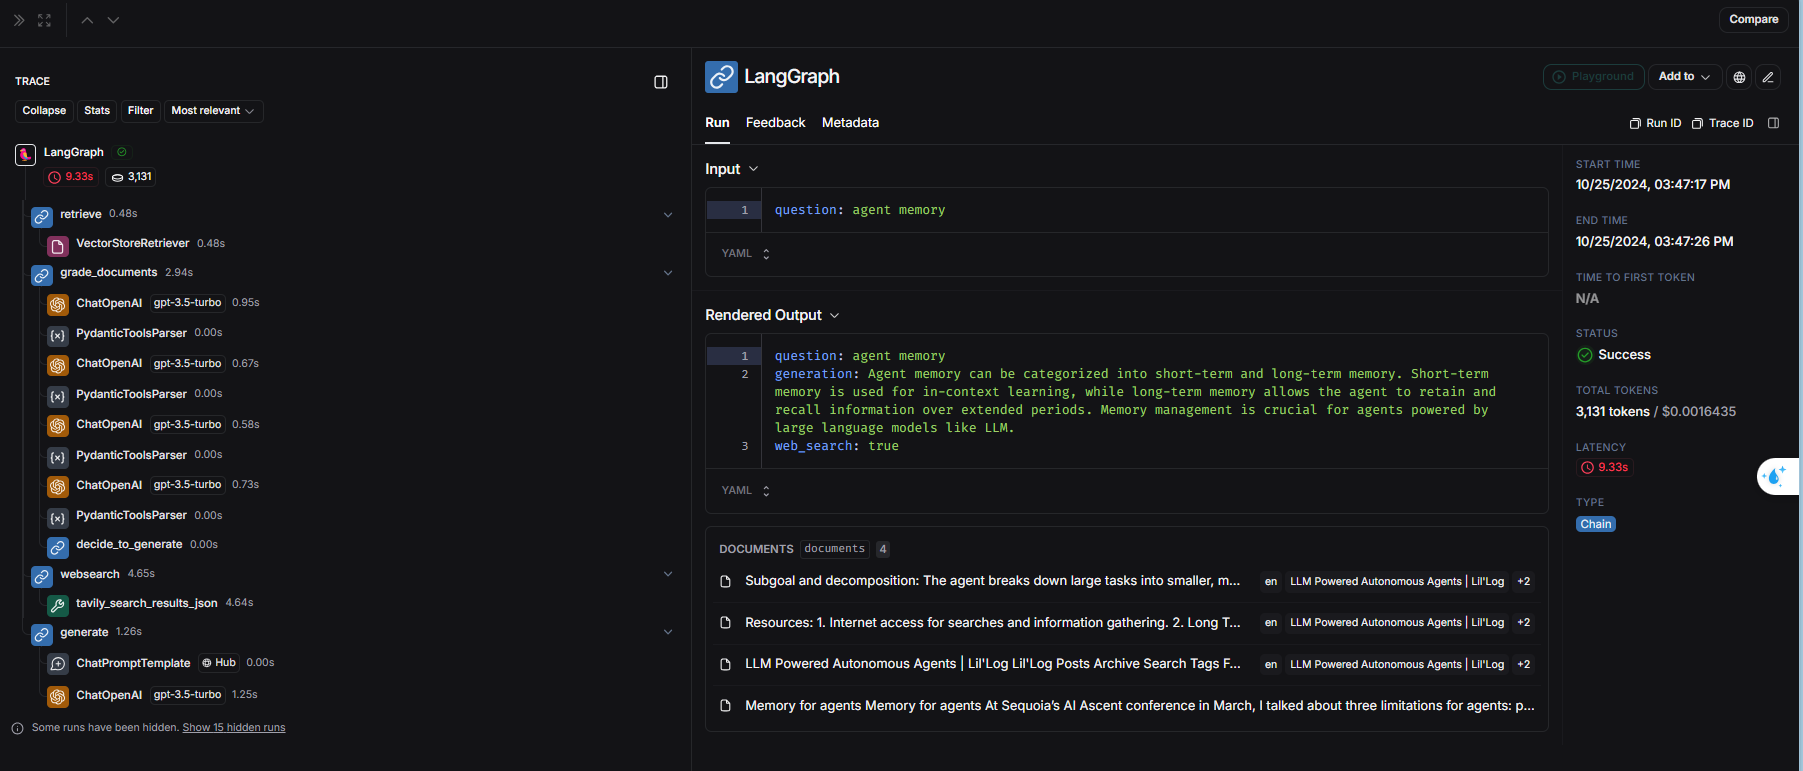 Compare
TRACE
Collapse Stats Filter Most relevant
LangGraph
9.33s 3,131
retrieve 0.48s
VectorStoreRetriever 0.48s
grade_documents 2.94s
ChatOpenAI gpt-3.5-turbo 0.95s
PydanticToolsParser 0.00s
ChatOpenAI gpt-3.5-turbo 0.67s
PydanticToolsParser 0.00s
ChatOpenAI gpt-3.5-turbo 0.58s
PydanticToolsParser 0.00s
ChatOpenAI gpt-3.5-turbo 0.73s
PydanticToolsParser 0.00s
decide_to_generate 0.00s
websearch 4.65s
tavily_search_results_json 4.64s
generate 1.26s
ChatPromptTemplate Hub 0.00s
ChatOpenAI gpt-3.5-turbo 1.25s
Some runs have been hidden. Show 15 hidden runs
LangGraph
Playground Add to
Run Feedback Metadata
Run ID Trace ID
Input
1 question: agent memory
YAML
Rendered Output
1 question: agent memory
2 generation: Agent memory can be categorized into short-term and long-term memory. Short-term
memory is used for in-context learning, while long-term memory allows the agent to retain and
recall information over extended periods. Memory management is crucial for agents powered by
large language models like LLM.
3 web_search: true
YAML
DOCUMENTS documents 4
Subgoal and decomposition: The agent breaks down large tasks into smaller, m... en LLM Powered Autonomous Agents | Lil'Log +2
Resources: 1. Internet access for searches and information gathering. 2. Long T... en LLM Powered Autonomous Agents | Lil'Log +2
LLM Powered Autonomous Agents | Lil'Log Lil'Log Posts Archive Search Tags F... en LLM Powered Autonomous Agents | Lil'Log +2
Memory for agents Memory for agents At Sequoia’s AI Ascent conference in March, I talked about three limitations for agents: p...
START TIME
10/25/2024, 03:47:17 PM
END TIME
10/25/2024, 03:47:26 PM
TIME TO FIRST TOKEN
N/A
STATUS
Success
TOTAL TOKENS
3,131 tokens / $0.0016435
LATENCY
9.33s
TYPE
Chain